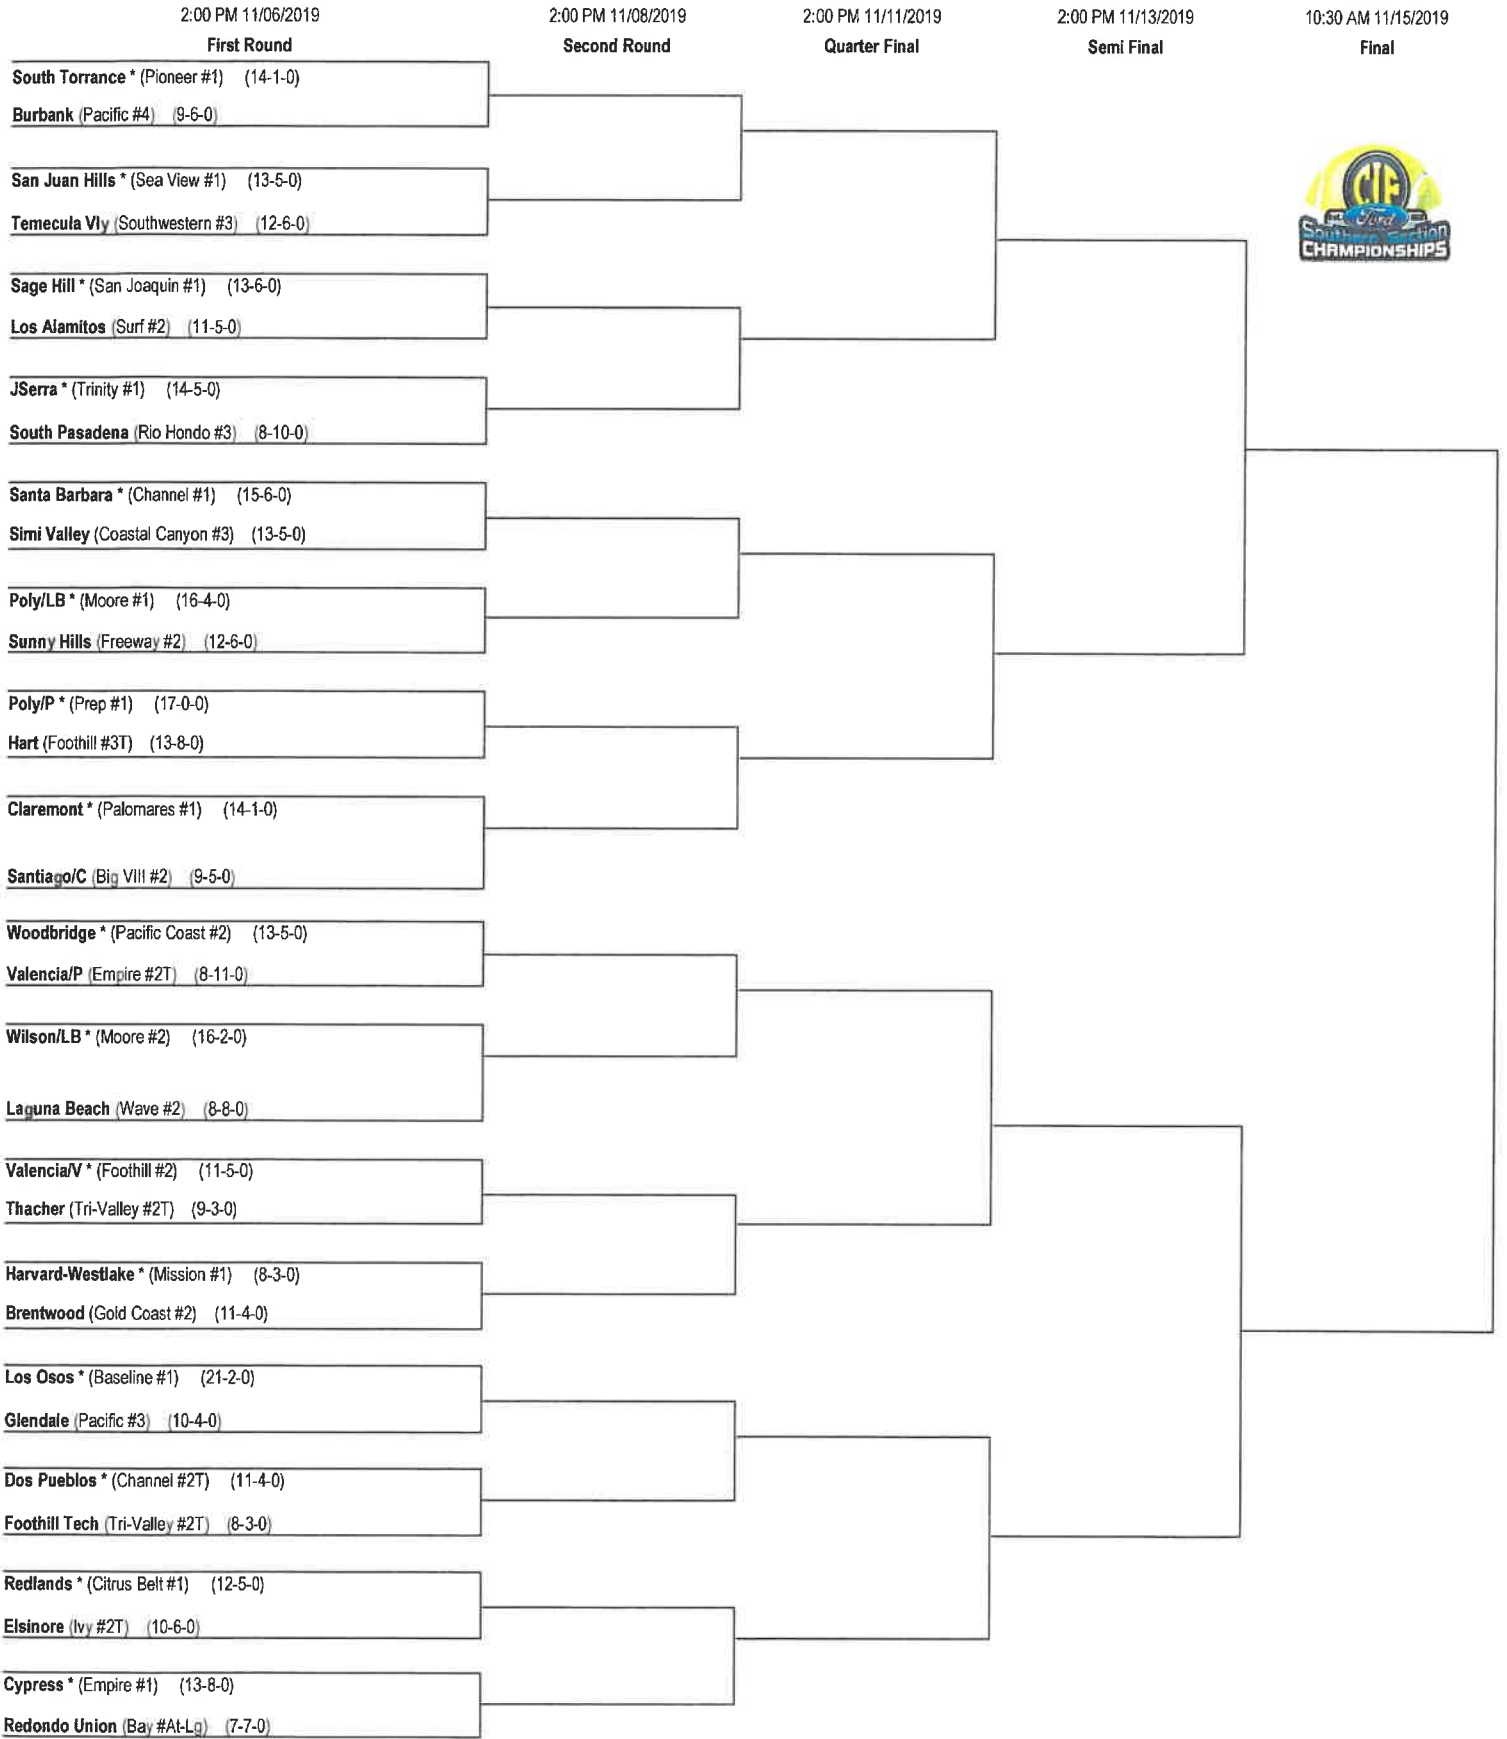 2:00 PM 11/06/2019 2:00 PM 11/08/2019 2:00 PM 11/11/2019 2:00 PM 11/13/2019 10:30 AM 11/15/2019
First Round Second Round Quarter Final Semi Final Final
South Torrance * (Pioneer #1) (14-1-0)
Burbank (Pacific #4) (9-6-0)
San Juan Hills * (Sea View #1) (13-5-0)
Temecula Vly (Southwestern #3) (12-6-0)
Sage Hill * (San Joaquin #1) (13-6-0)
Los Alamitos (Surf #2) (11-5-0)
JSerra * (Trinity #1) (14-5-0)
South Pasadena (Rio Hondo #3) (8-10-0)
Santa Barbara * (Channel #1) (15-6-0)
Simi Valley (Coastal Canyon #3) (13-5-0)
Poly/LB * (Moore #1) (16-4-0)
Sunny Hills (Freeway #2) (12-6-0)
Poly/P * (Prep #1) (17-0-0)
Hart (Foothill #3T) (13-8-0)
Claremont * (Palomares #1) (14-1-0)
Santiago/C (Big VIII #2) (9-5-0)
Woodbridge * (Pacific Coast #2) (13-5-0)
Valencia/P (Empire #2T) (8-11-0)
Wilson/LB * (Moore #2) (16-2-0)
Laguna Beach (Wave #2) (8-8-0)
Valencia/V * (Foothill #2) (11-5-0)
Thacher (Tri-Valley #2T) (9-3-0)
Harvard-Westlake * (Mission #1) (8-3-0)
Brentwood (Gold Coast #2) (11-4-0)
Los Osos * (Baseline #1) (21-2-0)
Glendale (Pacific #3) (10-4-0)
Dos Pueblos * (Channel #2T) (11-4-0)
Foothill Tech (Tri-Valley #2T) (8-3-0)
Redlands * (Citrus Belt #1) (12-5-0)
Elsinore (Ivy #2T) (10-6-0)
Cypress * (Empire #1) (13-8-0)
Redondo Union (Bay #At-Lg) (7-7-0)
CIF
Ford
Southern Section
CHAMPIONSHIPS